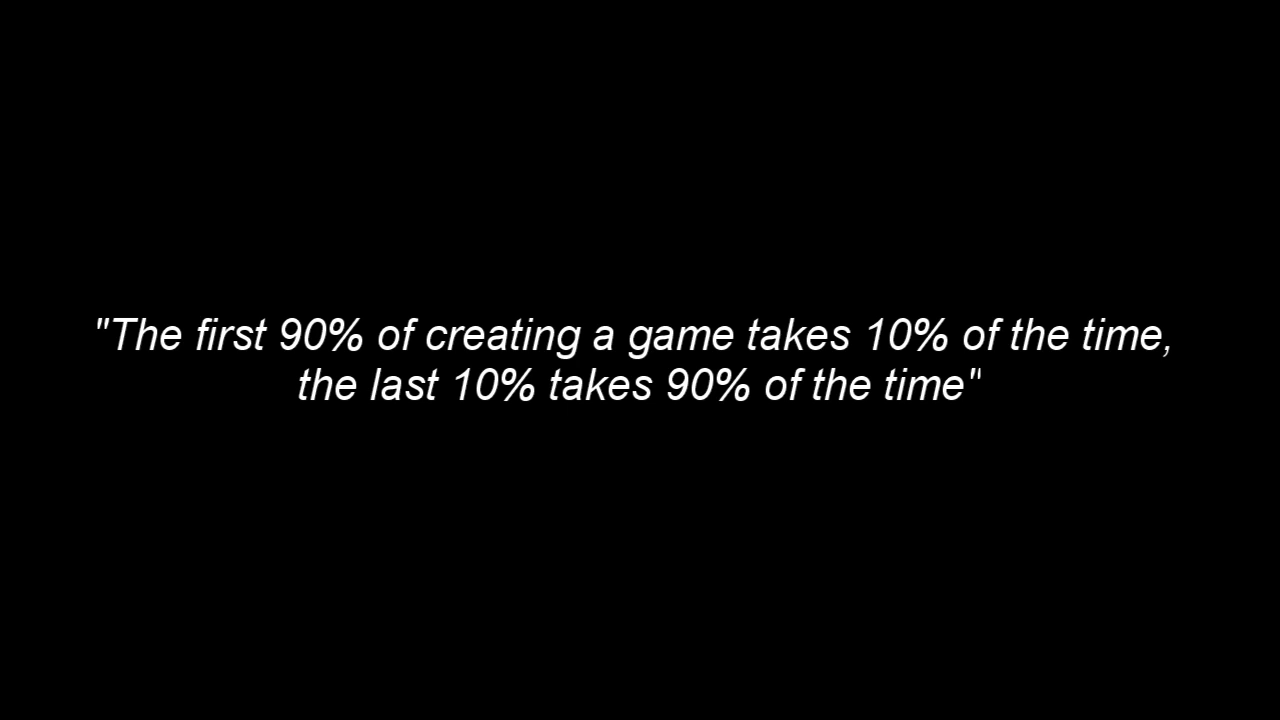 "The first 90% of creating a game takes 10% of the time,
the last 10% takes 90% of the time"